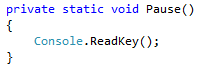 private static void Pause()
{
    Console.ReadKey();
}